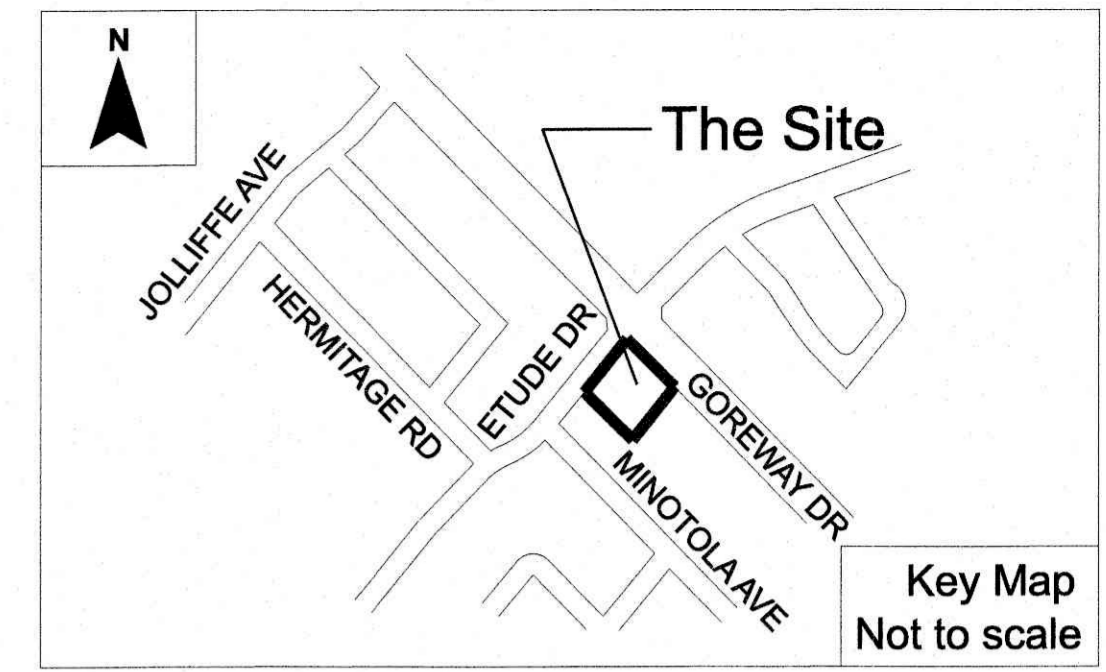 N
The Site
JOLLIFFE AVE
HERMITAGE RD
ETUDE DR
GOREWAY DR
MINOTOLA AVE
Key Map
Not to scale